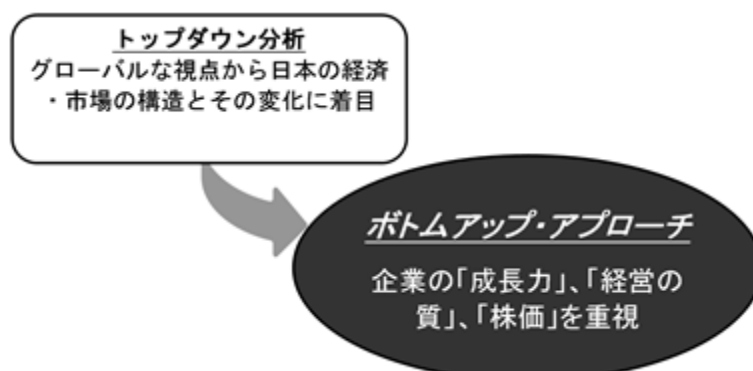 トップダウン分析
グローバルな視点から日本の経済
・市場の構造とその変化に着目
ボトムアップ・アプローチ
企業の「成長力」、「経営の
質」、「株価」を重視